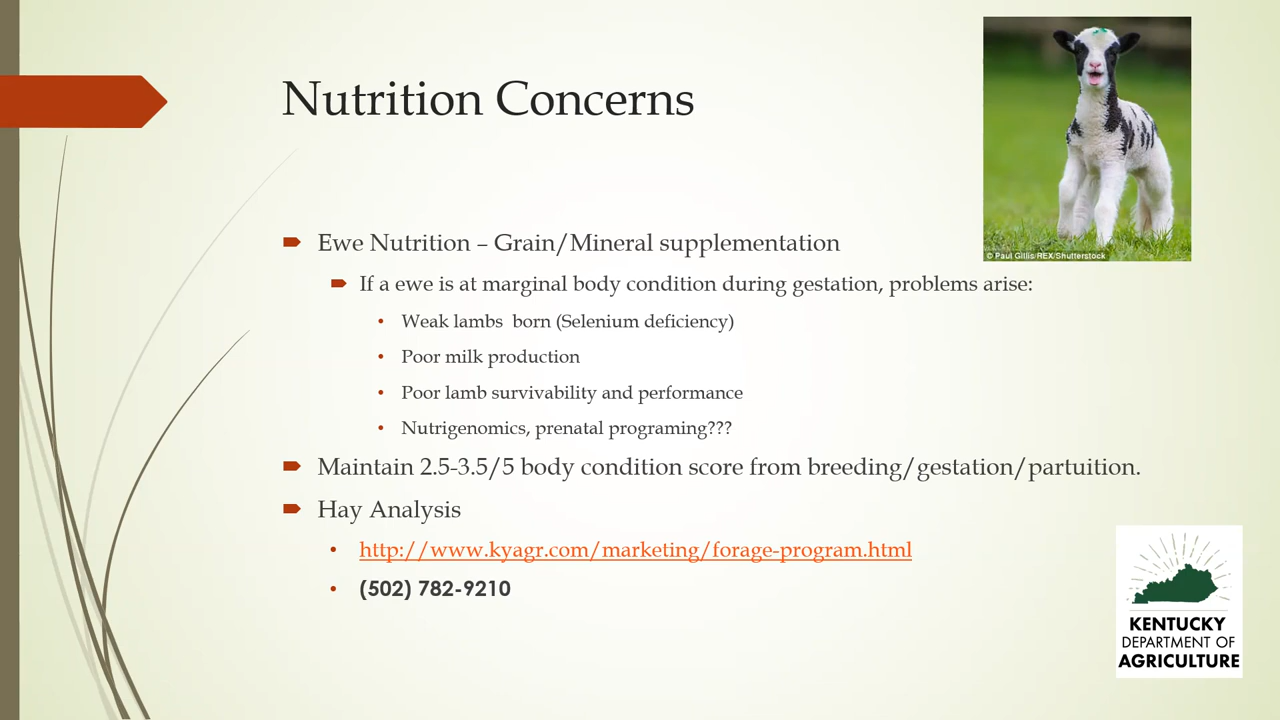 Nutrition Concerns
© Paul Gillis/REX/Shutterstock
Ewe Nutrition – Grain/Mineral supplementation
If a ewe is at marginal body condition during gestation, problems arise:
Weak lambs  born (Selenium deficiency)
Poor milk production
Poor lamb survivability and performance
Nutrigenomics, prenatal programing???
Maintain 2.5-3.5/5 body condition score from breeding/gestation/partuition.
Hay Analysis
http://www.kyagr.com/marketing/forage-program.html
(502) 782-9210
KENTUCKY
DEPARTMENT OF
AGRICULTURE